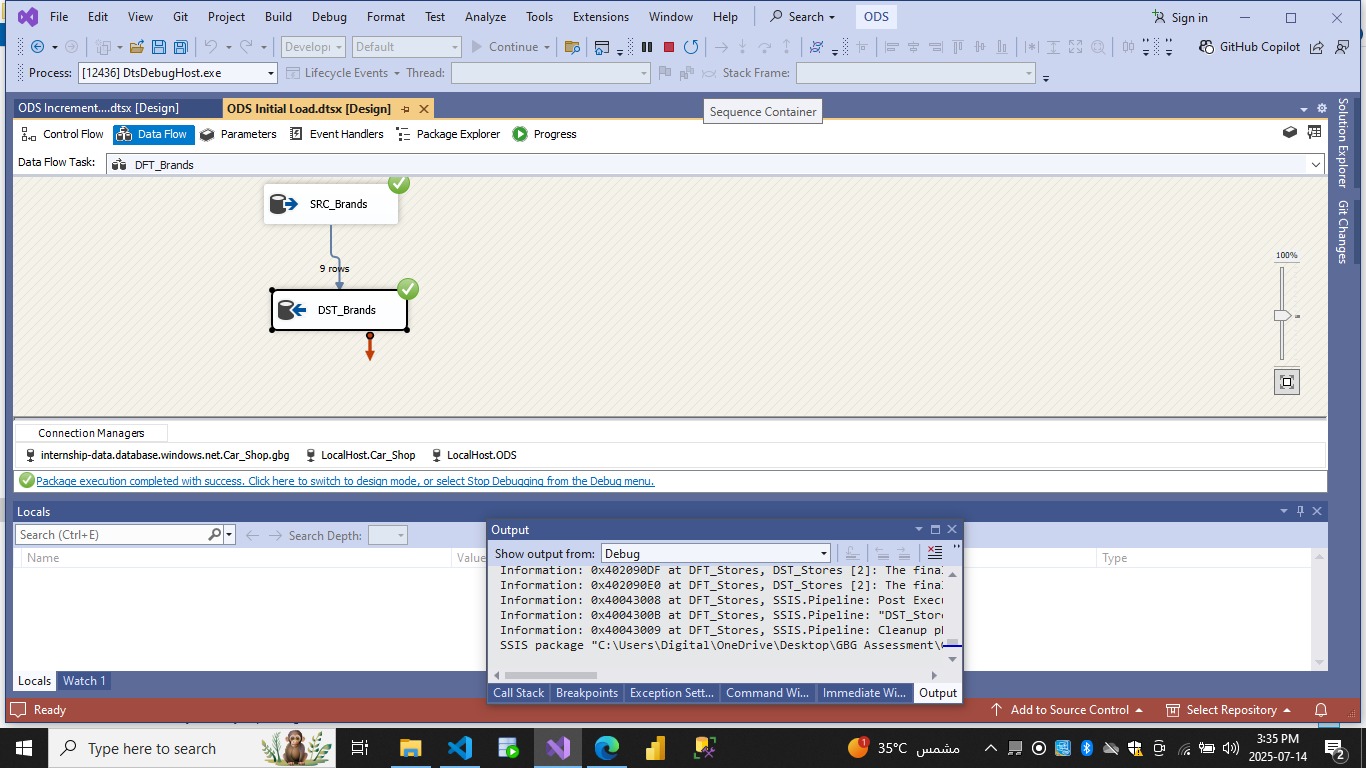 File Edit View Git Project Build Debug Format Test Analyze Tools Extensions Window Help Search ODS Sign in
Developi Default Continue GitHub Copilot
Process: [12436] DtsDebugHost.exe Lifecycle Events Thread: Stack Frame:
ODS Increment....dtsx [Design] ODS Initial Load.dtsx [Design] Sequence Container
Control Flow Data Flow Parameters Event Handlers Package Explorer Progress
Data Flow Task: DFT_Brands
SRC_Brands
9 rows
DST_Brands
100%
Solution Explorer
Git Changes
Connection Managers
internship-data.database.windows.net.Car_Shop.gbg LocalHost.Car_Shop LocalHost.ODS
Package execution completed with success. Click here to switch to design mode, or select Stop Debugging from the Debug menu.
Locals
Search (Ctrl+E) Search Depth:
Name Value Type
Output
Show output from: Debug
Information: 0x402090DF at DFT_Stores, DST_Stores [2]: The final
Information: 0x402090E0 at DFT_Stores, DST_Stores [2]: The final
Information: 0x40043008 at DFT_Stores, SSIS.Pipeline: Post Execu
Information: 0x4004300B at DFT_Stores, SSIS.Pipeline: "DST_Store
Information: 0x40043009 at DFT_Stores, SSIS.Pipeline: Cleanup ph
SSIS package "C:\Users\Digital\OneDrive\Desktop\GBG Assessment\
Call Stack Breakpoints Exception Sett... Command Wi... Immediate Wi... Output
Locals Watch 1
Ready Add to Source Control Select Repository
Type here to search
1
35°C مشمس
3:35 PM
2025-07-14
2